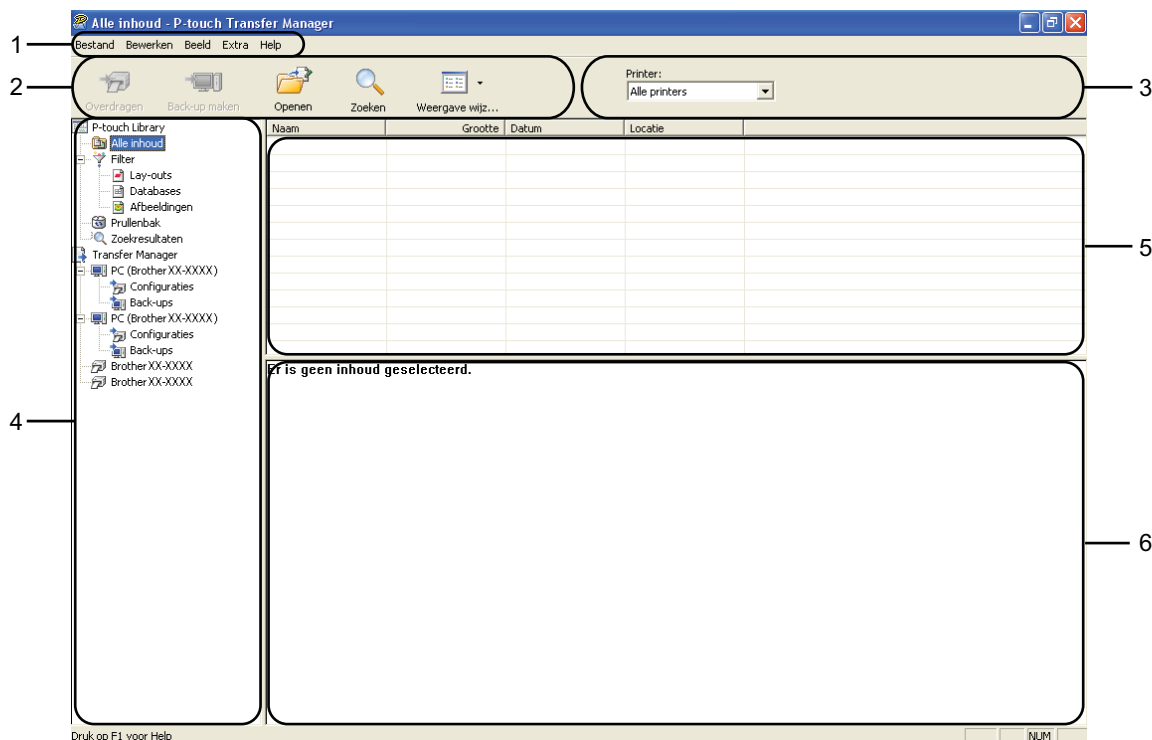 Alle inhoud - P-touch Transfer Manager
1
Bestand Bewerken Beeld Extra Help
2
Overdragen Back-up maken Openen Zoeken Weergave wijz...
Printer:
Alle printers
3
P-touch Library
Alle inhoud
Filter
Lay-outs
Databases
Afbeeldingen
Prullenbak
Zoekresultaten
Transfer Manager
PC (Brother XX-XXXX)
Configuraties
Back-ups
PC (Brother XX-XXXX)
Configuraties
Back-ups
Brother XX-XXXX
Brother XX-XXXX
4
Naam Grootte Datum Locatie
5
Er is geen inhoud geselecteerd.
6
Druk op F1 voor Help
NUM